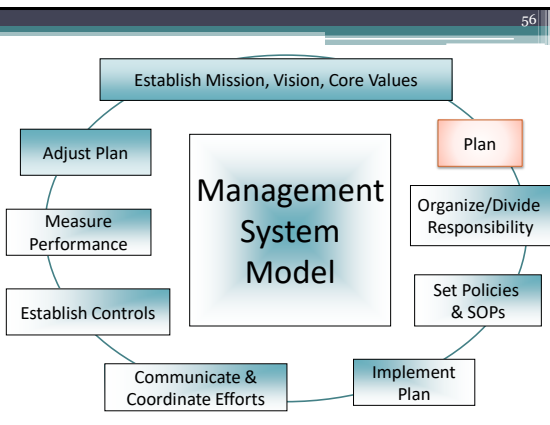 56
Establish Mission, Vision, Core Values
Plan
Organize/Divide
Responsibility
Set Policies
& SOPs
Implement
Plan
Communicate &
Coordinate Efforts
Establish Controls
Measure
Performance
Adjust Plan
Management
System
Model